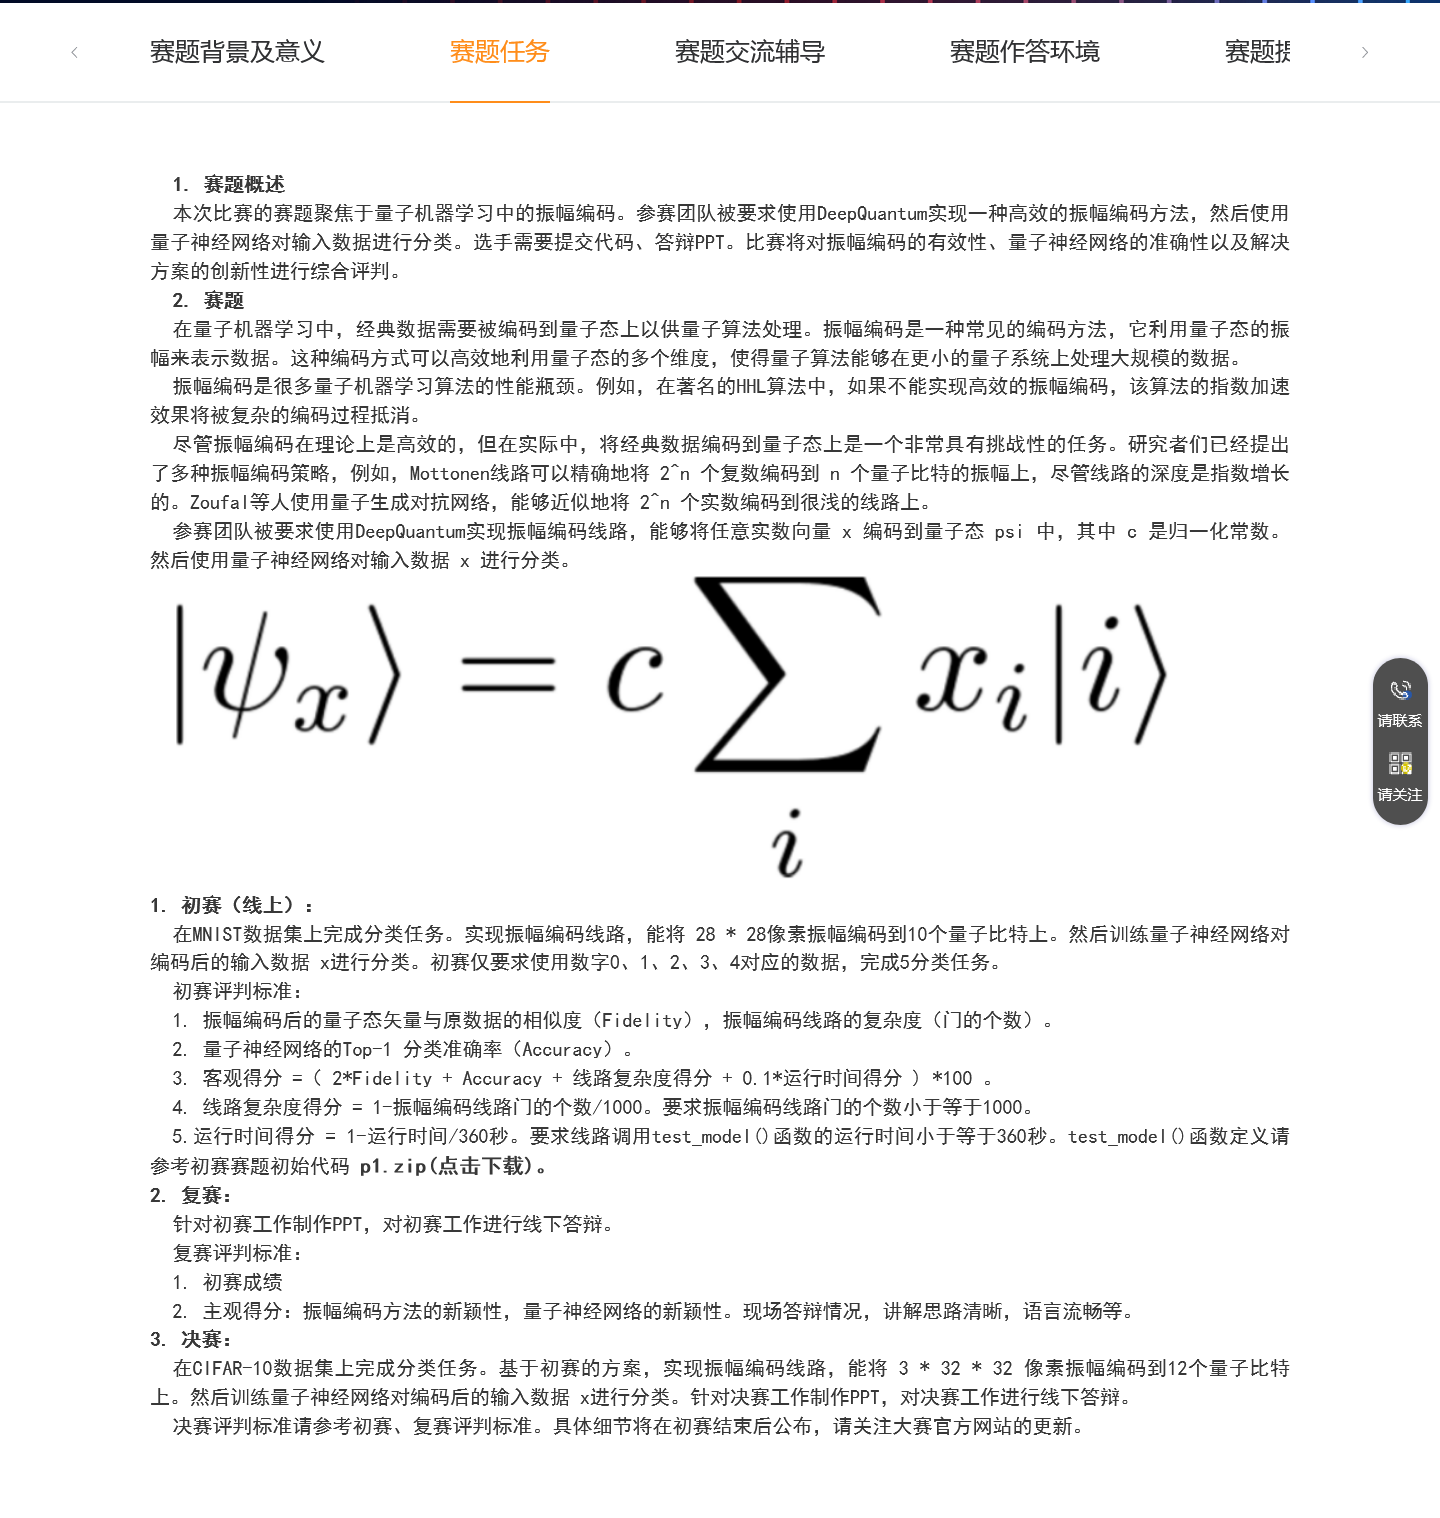 赛题背景及意义 赛题任务 赛题交流辅导 赛题作答环境 赛题提
1. 赛题概述
本次比赛的赛题聚焦于量子机器学习中的振幅编码。参赛团队被要求使用DeepQuantum实现一种高效的振幅编码方法，然后使用
量子神经网络对输入数据进行分类。选手需要提交代码、答辩PPT。比赛将对振幅编码的有效性、量子神经网络的准确性以及解决
方案的创新性进行综合评判。
2. 赛题
在量子机器学习中，经典数据需要被编码到量子态上以供量子算法处理。振幅编码是一种常见的编码方法，它利用量子态的振
幅来表示数据。这种编码方式可以高效地利用量子态的多个维度，使得量子算法能够在更小的量子系统上处理大规模的数据。
振幅编码是很多量子机器学习算法的性能瓶颈。例如，在著名的HHL算法中，如果不能实现高效的振幅编码，该算法的指数加速
效果将被复杂的编码过程抵消。
尽管振幅编码在理论上是高效的，但在实际中，将经典数据编码到量子态上是一个非常具有挑战性的任务。研究者们已经提出
了多种振幅编码策略，例如，Mottonen线路可以精确地将 2^n 个复数编码到 n 个量子比特的振幅上，尽管线路的深度是指数增长
的。Zoufal等人使用量子生成对抗网络，能够近似地将 2^n 个实数编码到很浅的线路上。
参赛团队被要求使用DeepQuantum实现振幅编码线路，能够将任意实数向量 x 编码到量子态 psi 中，其中 c 是归一化常数。
然后使用量子神经网络对输入数据 x 进行分类。
|ψ_x⟩ = c ∑_i x_i|i⟩
请联系
请关注
1. 初赛（线上）：
在MNIST数据集上完成分类任务。实现振幅编码线路，能将 28 * 28像素振幅编码到10个量子比特上。然后训练量子神经网络对
编码后的输入数据 x进行分类。初赛仅要求使用数字0、1、2、3、4对应的数据，完成5分类任务。
初赛评判标准：
1. 振幅编码后的量子态矢量与原数据的相似度（Fidelity），振幅编码线路的复杂度（门的个数）。
2. 量子神经网络的Top-1 分类准确率（Accuracy）。
3. 客观得分 =（ 2*Fidelity + Accuracy + 线路复杂度得分 + 0.1*运行时间得分 ）*100 。
4. 线路复杂度得分 = 1-振幅编码线路门的个数/1000。要求振幅编码线路门的个数小于等于1000。
5.运行时间得分 = 1-运行时间/360秒。要求线路调用test_model()函数的运行时间小于等于360秒。test_model()函数定义请
参考初赛赛题初始代码 p1.zip(点击下载)。
2. 复赛：
针对初赛工作制作PPT，对初赛工作进行线下答辩。
复赛评判标准：
1. 初赛成绩
2. 主观得分：振幅编码方法的新颖性，量子神经网络的新颖性。现场答辩情况，讲解思路清晰，语言流畅等。
3. 决赛：
在CIFAR-10数据集上完成分类任务。基于初赛的方案，实现振幅编码线路，能将 3 * 32 * 32 像素振幅编码到12个量子比特
上。然后训练量子神经网络对编码后的输入数据 x进行分类。针对决赛工作制作PPT，对决赛工作进行线下答辩。
决赛评判标准请参考初赛、复赛评判标准。具体细节将在初赛结束后公布，请关注大赛官方网站的更新。